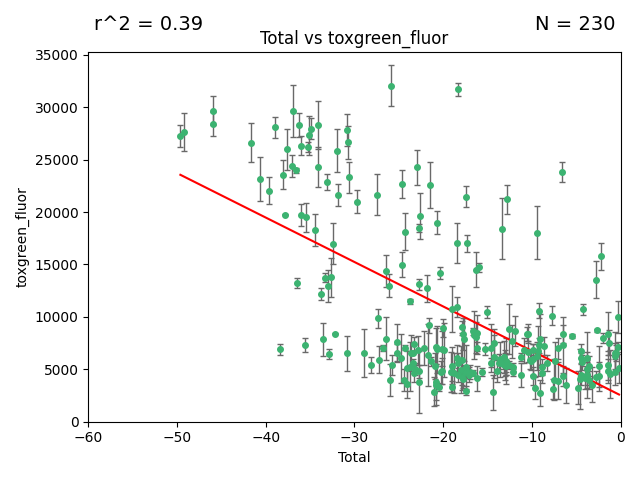 r^2 = 0.39 N = 230
Total vs toxgreen_fluor
35000
30000
25000
20000
15000
10000
5000
0
toxgreen_fluor
−60 −50 −40 −30 −20 −10 0
Total